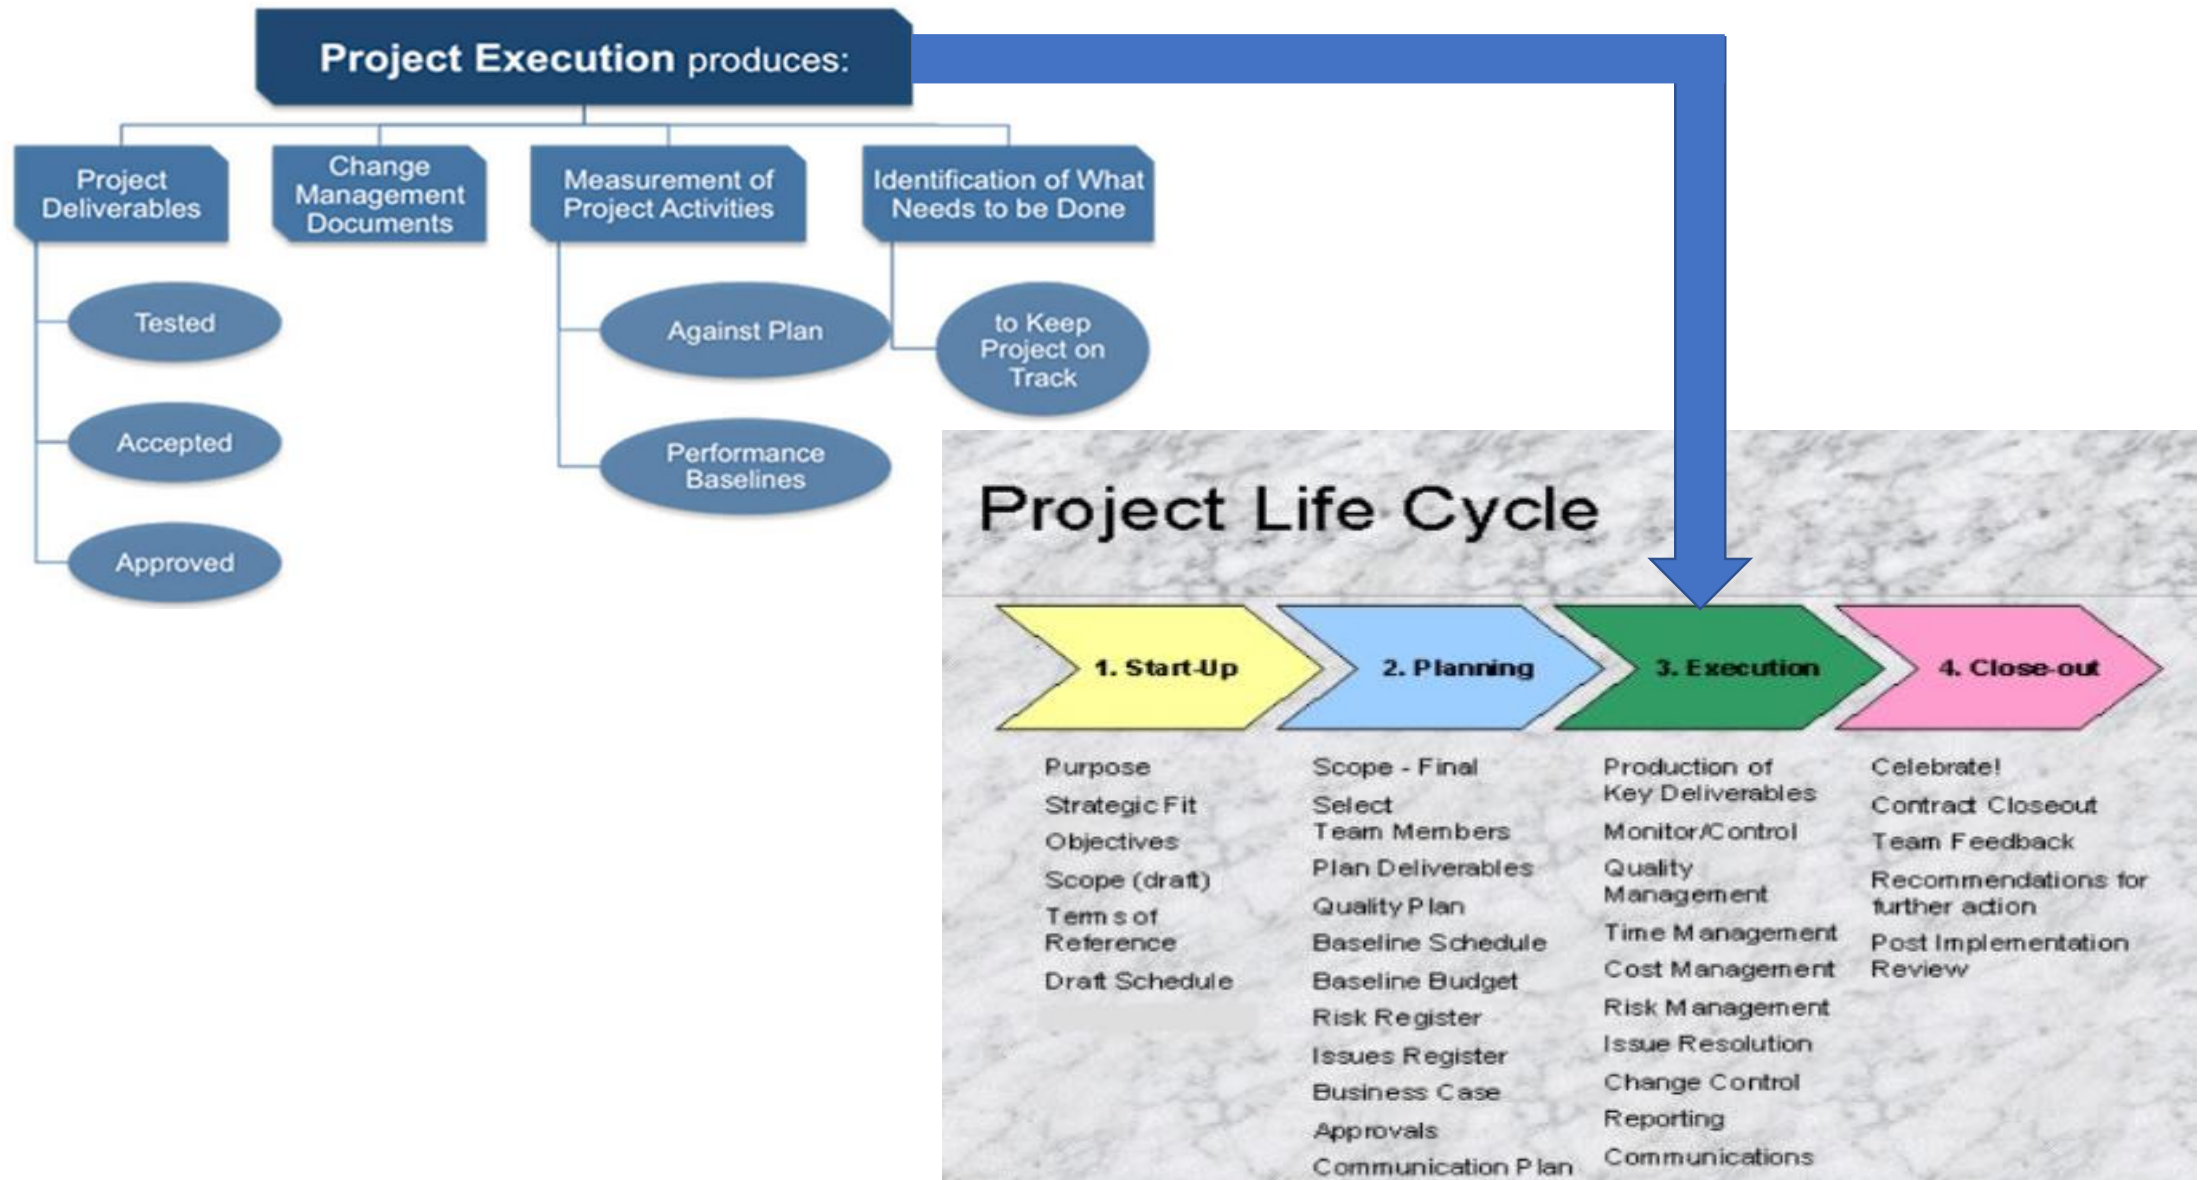 Project Execution produces:
Project
Deliverables
Change
Management
Documents
Measurement of
Project Activities
Identification of What
Needs to be Done
Tested
Accepted
Approved
Against Plan
Performance
Baselines
to Keep
Project on
Track
Project Life Cycle
1. Start-Up
2. Planning
3. Execution
4. Close-out
Purpose
Strategic Fit
Objectives
Scope (draft)
Terms of
Reference
Draft Schedule
Scope - Final
Select
Team Members
Plan Deliverables
Quality Plan
Baseline Schedule
Baseline Budget
Risk Register
Issues Register
Business Case
Approvals
Communication Plan
Production of
Key Deliverables
Monitor/Control
Quality
Management
Time Management
Cost Management
Risk Management
Issue Resolution
Change Control
Reporting
Communications
Celebrate!
Contract Closeout
Team Feedback
Recommendations for
further action
Post Implementation
Review